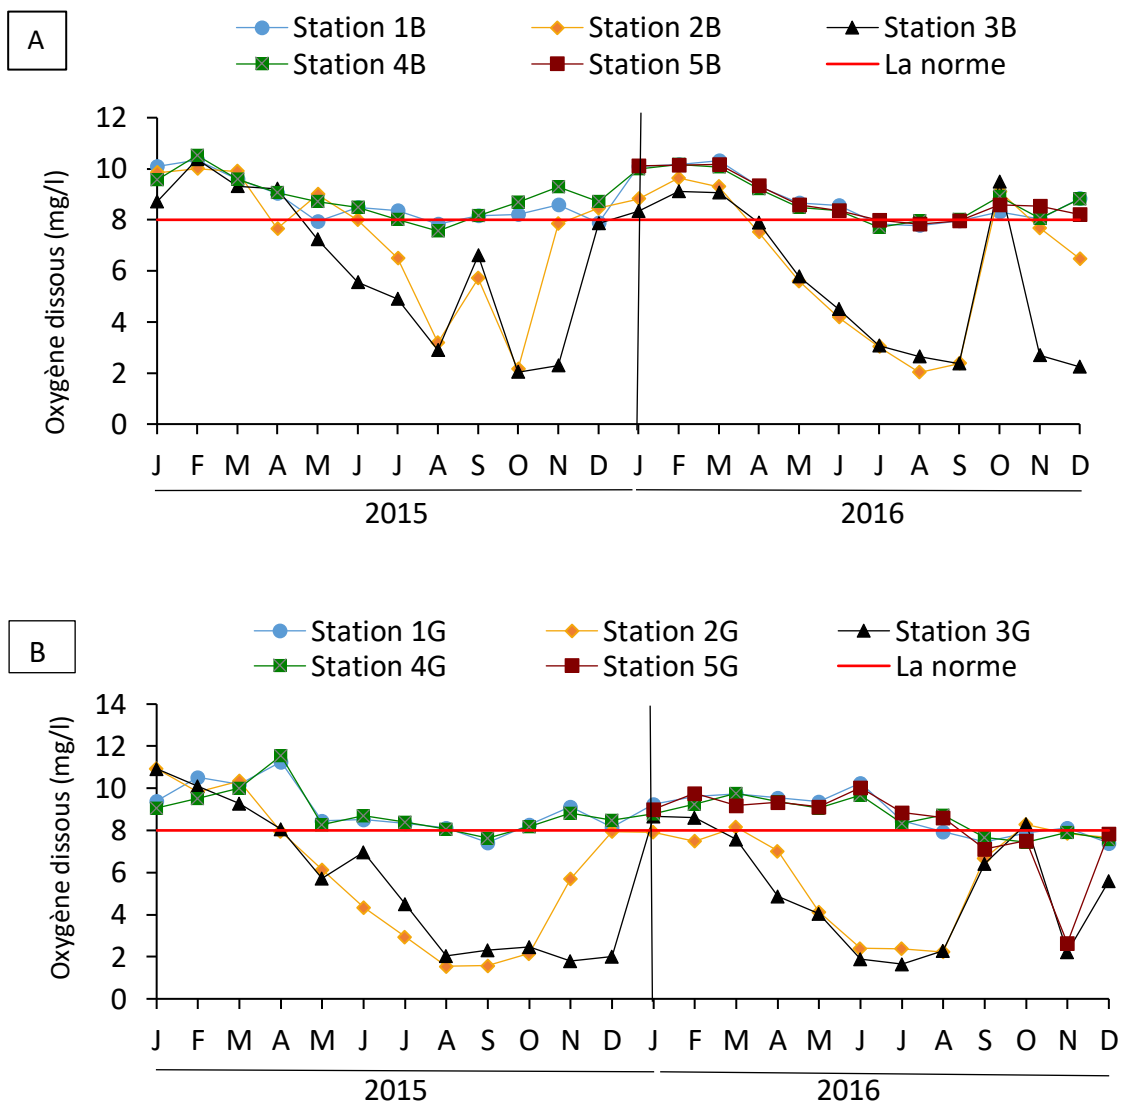 A
Station 1B Station 2B Station 3B
Station 4B Station 5B La norme
Oxygène dissous (mg/l)
12
10
8
6
4
2
0
J F M A M J J A S O N D J F M A M J J A S O N D
2015 2016
B
Station 1G Station 2G Station 3G
Station 4G Station 5G La norme
Oxygène dissous (mg/l)
14
12
10
8
6
4
2
0
J F M A M J J A S O N D J F M A M J J A S O N D
2015 2016